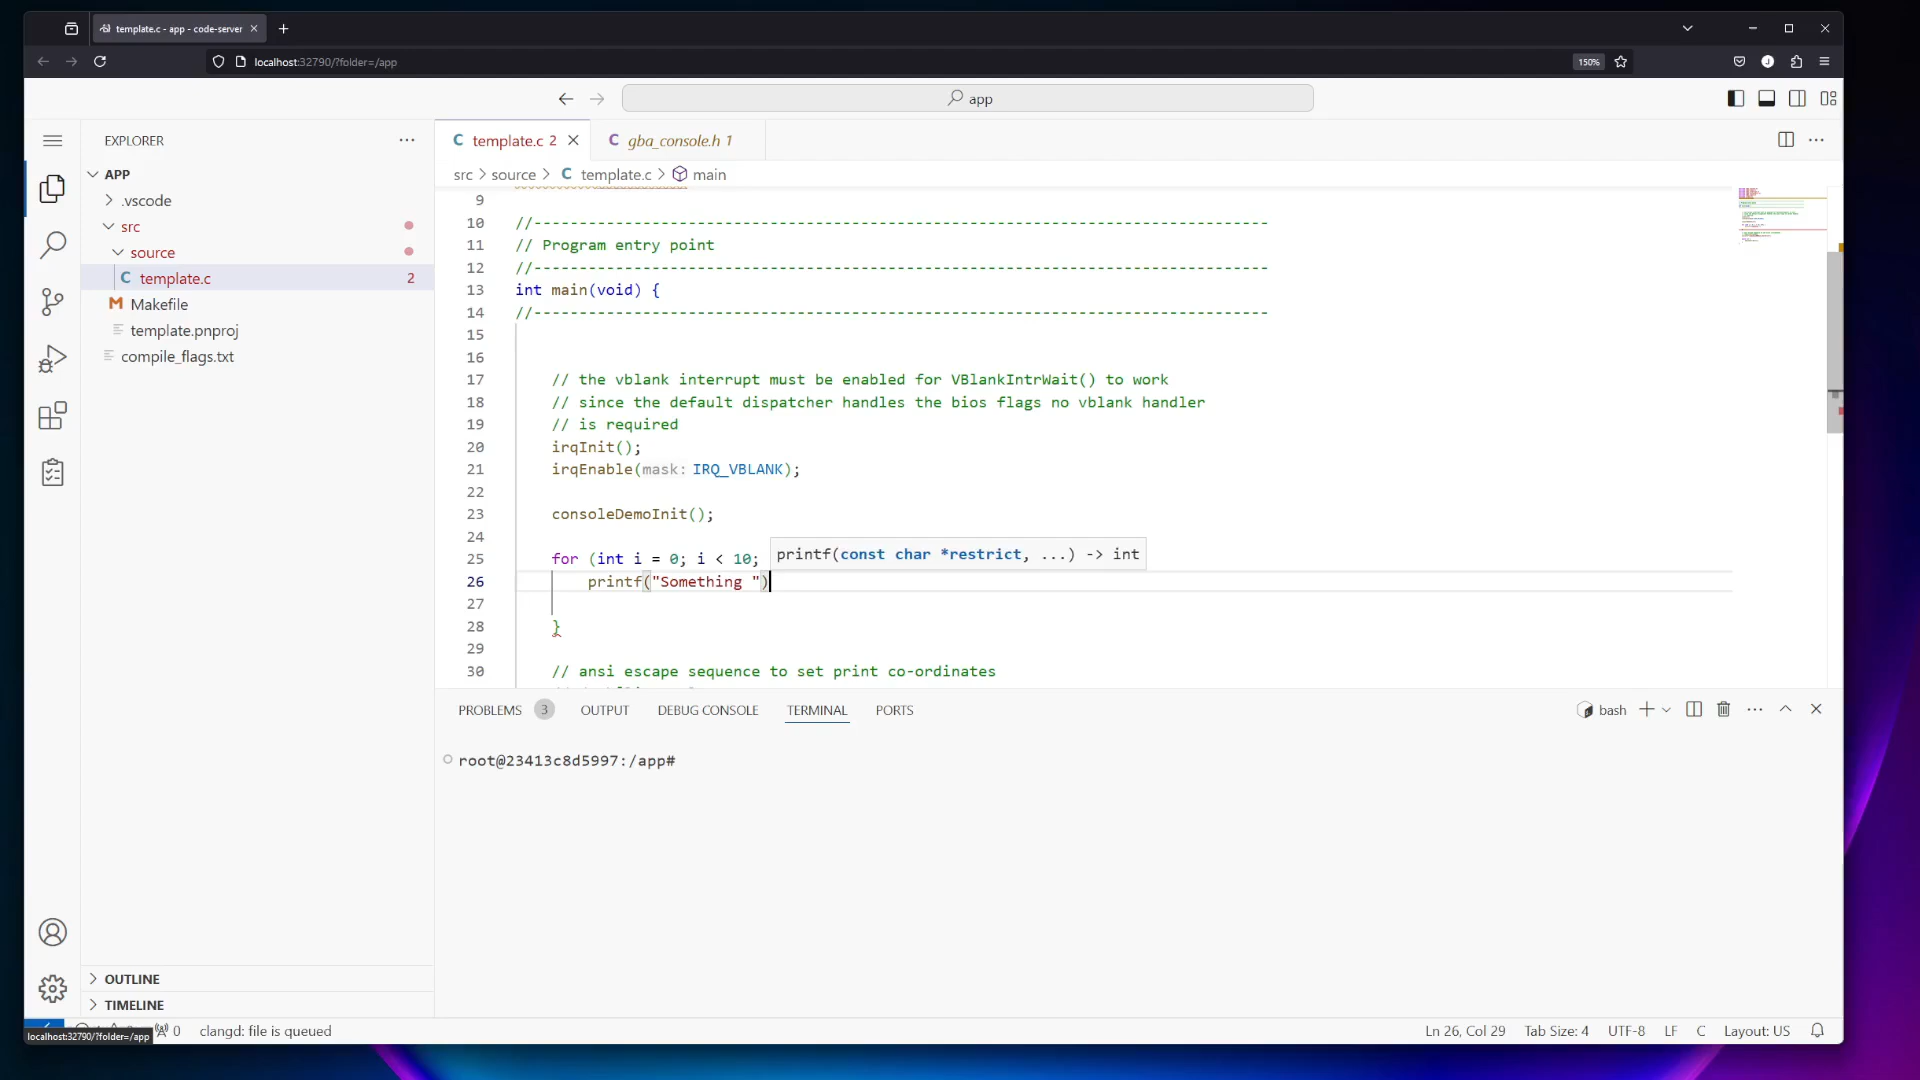 template.c - app - code-server
localhost:32790/?folder=/app
150%
app
EXPLORER
APP
.vscode
src
source
template.c 2
Makefile
template.pnproj
compile_flags.txt
OUTLINE
TIMELINE
template.c 2
gba_console.h 1
src > source > C template.c > main
9
10 //---------------------------------------------------------------------------------
11 // Program entry point
12 //---------------------------------------------------------------------------------
13 int main(void) {
14 //---------------------------------------------------------------------------------
15
16
17 // the vblank interrupt must be enabled for VBlankIntrWait() to work
18 // since the default dispatcher handles the bios flags no vblank handler
19 // is required
20 irqInit();
21 irqEnable(mask: IRQ_VBLANK);
22
23 consoleDemoInit();
24
25 for (int i = 0; i < 10;
printf(const char *restrict, ...) -> int
26 printf("Something ")
27
28 }
29
30 // ansi escape sequence to set print co-ordinates
PROBLEMS 3 OUTPUT DEBUG CONSOLE TERMINAL PORTS
bash
root@23413c8d5997:/app#
0 clangd: file is queued
Ln 26, Col 29 Tab Size: 4 UTF-8 LF C Layout: US
localhost:32790/?folder=/app